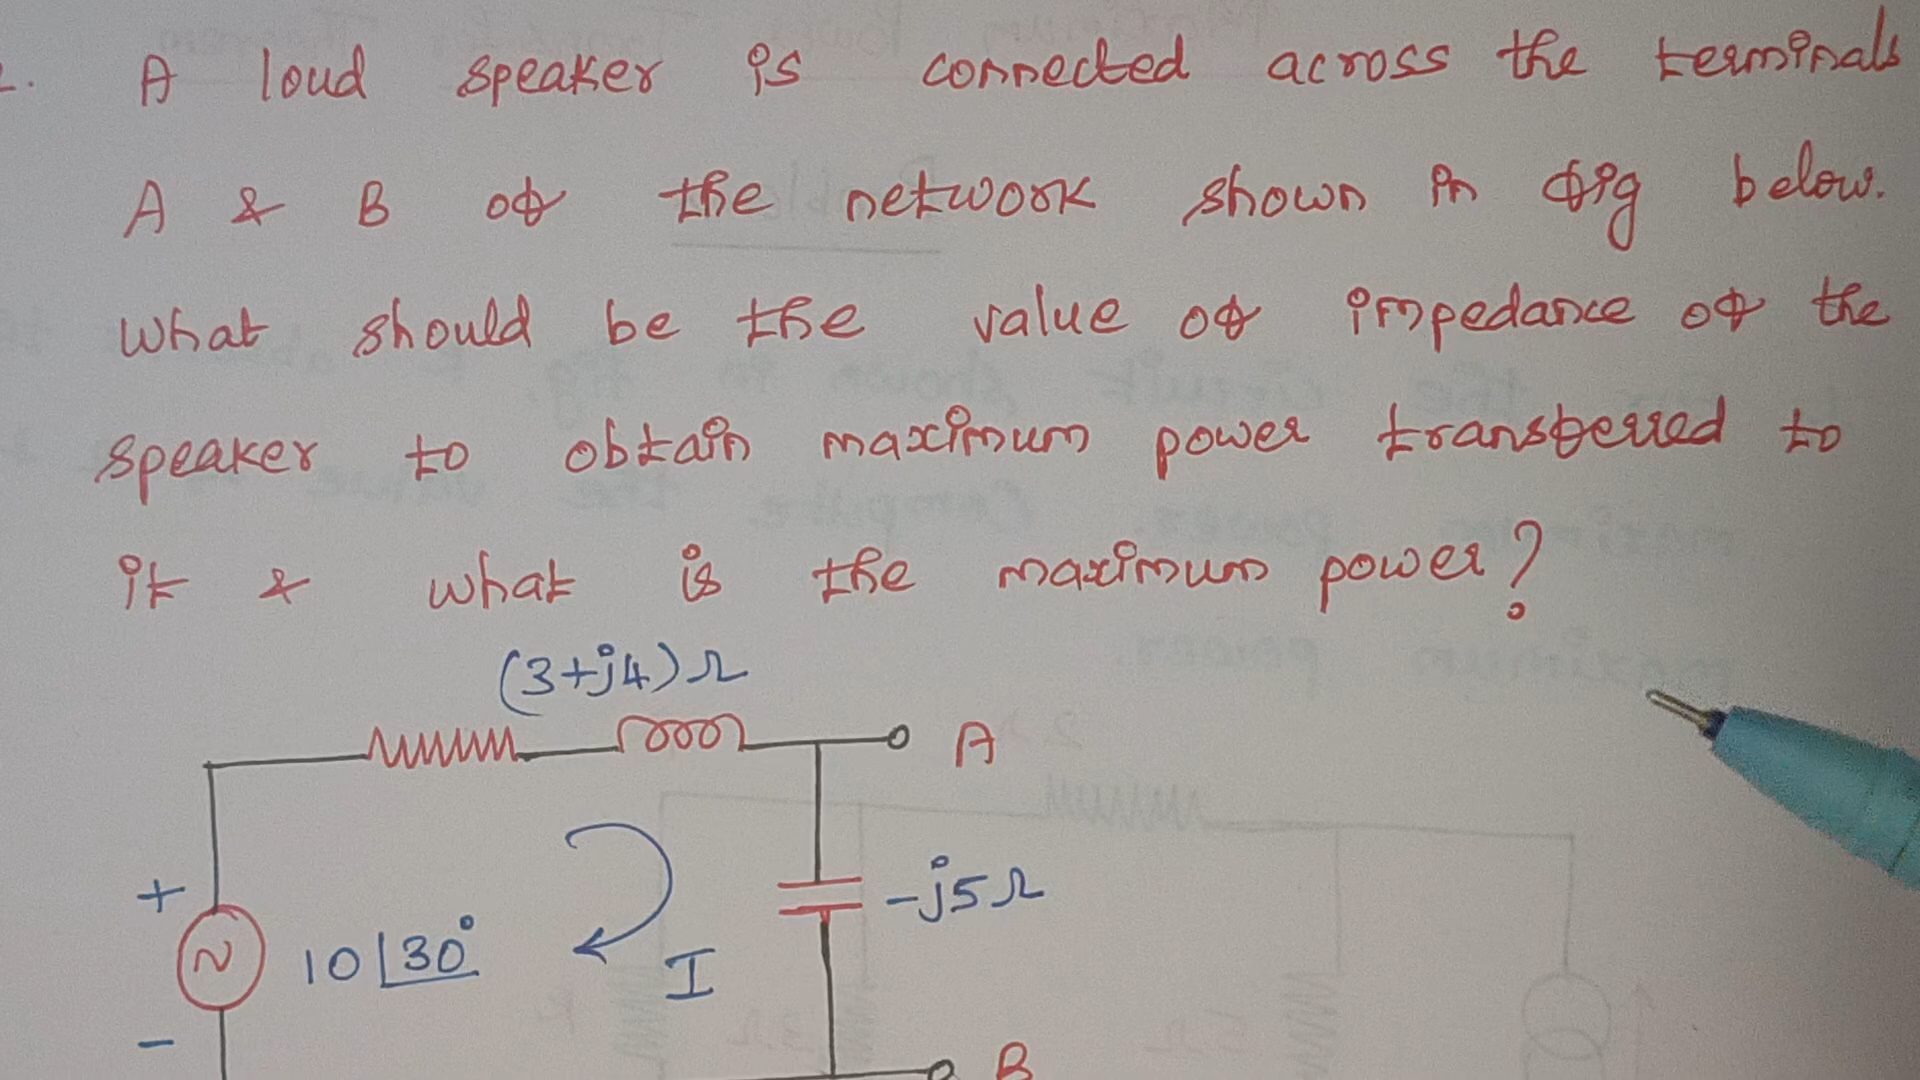 2. A loud speaker is connected across the terminals
A & B of the network shown in fig below.
What should be the value of impedance of the
speaker to obtain maximum power transferred to
it & what is the maximum power?
(3+j4)Ω
A
+
-j5Ω
10∠30°
I
-
B